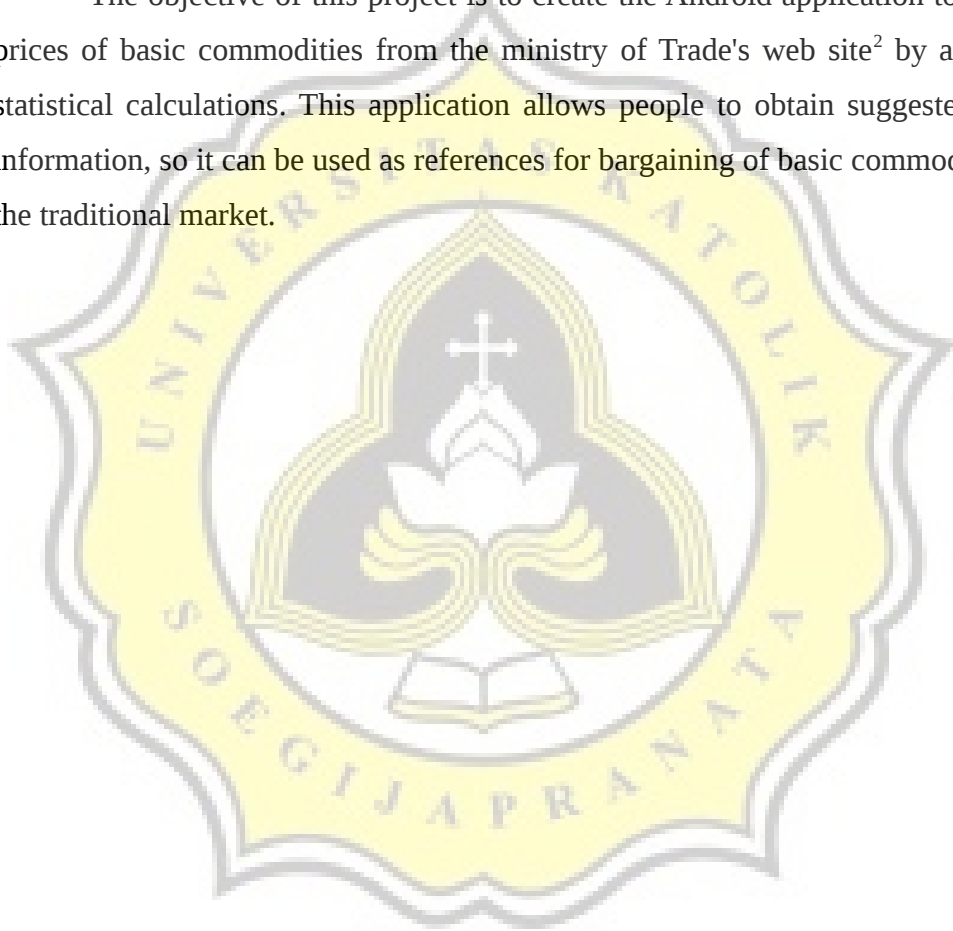 The objective of this project is to create the Android application to
prices of basic commodities from the ministry of Trade's web site2 by a
statistical calculations. This application allows people to obtain
information, so it can be used as references for bargaining of basic
the traditional market.
UNIVERSITAS KATOLIK
SOEGIJAPRANATA